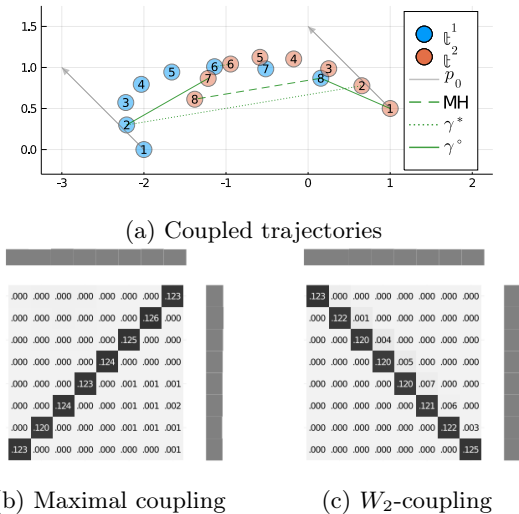 1.5
5 6 5 4
1.0 4 7 1 6 7 3 8 2
3 6
0.5 8 1
2
0.0 1
-3 -2 -1 0 1 2
𝕥¹
𝕥²
p₀
MH
γ*
γ°
(a) Coupled trajectories
.000 .000 .000 .000 .000 .000 .000 .123
.000 .000 .000 .000 .000 .000 .126 .000
.000 .000 .000 .000 .000 .125 .000 .000
.000 .000 .000 .000 .124 .000 .000 .000
.000 .000 .000 .123 .000 .001 .001 .001
.000 .000 .124 .000 .000 .001 .001 .002
.000 .120 .000 .000 .000 .001 .001 .001
.123 .000 .000 .000 .000 .000 .000 .001
.123 .000 .000 .000 .000 .000 .000 .000
.000 .122 .001 .000 .000 .000 .000 .000
.000 .000 .120 .004 .000 .000 .000 .000
.000 .000 .000 .120 .005 .000 .000 .000
.000 .000 .000 .000 .120 .007 .000 .000
.000 .000 .000 .000 .000 .121 .006 .000
.000 .000 .000 .000 .000 .000 .122 .003
.000 .000 .000 .000 .000 .000 .000 .125
b) Maximal coupling
(c) W₂-coupling